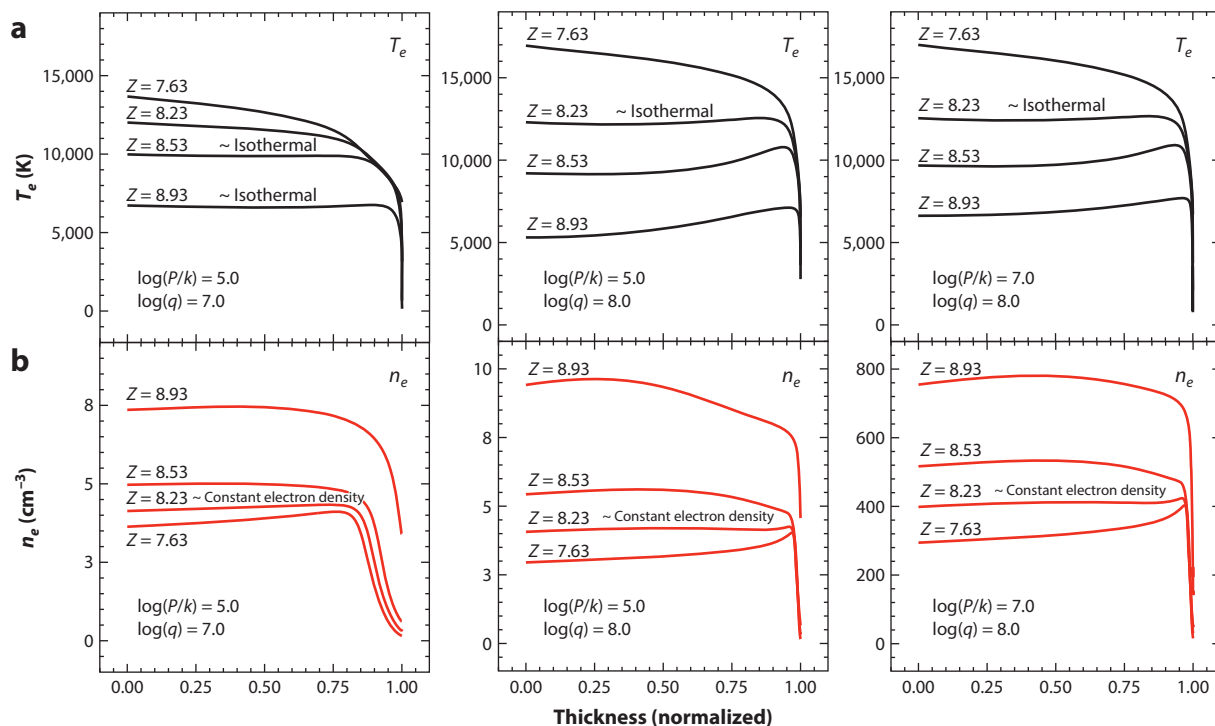 a
T_e
Z = 7.63
Z = 8.23
Z = 8.53
~ Isothermal
Z = 8.93
~ Isothermal
log(P/k) = 5.0
log(q) = 7.0
15,000
10,000
5,000
0
T_e (K)
T_e
Z = 7.63
Z = 8.23
~ Isothermal
Z = 8.53
Z = 8.93
log(P/k) = 5.0
log(q) = 8.0
15,000
10,000
5,000
0
T_e
Z = 7.63
Z = 8.23
~ Isothermal
Z = 8.53
Z = 8.93
log(P/k) = 7.0
log(q) = 8.0
15,000
10,000
5,000
0
b
n_e
Z = 8.93
Z = 8.53
Z = 8.23 ~ Constant electron density
Z = 7.63
log(P/k) = 5.0
log(q) = 7.0
8
5
3
0
n_e (cm⁻³)
0.00 0.25 0.50 0.75 1.00
n_e
Z = 8.93
Z = 8.53
Z = 8.23 ~ Constant electron density
Z = 7.63
log(P/k) = 5.0
log(q) = 8.0
10
8
5
3
0
0.00 0.25 0.50 0.75 1.00
n_e
Z = 8.93
Z = 8.53
Z = 8.23 ~ Constant electron density
Z = 7.63
log(P/k) = 7.0
log(q) = 8.0
800
600
400
200
0
0.00 0.25 0.50 0.75 1.00
Thickness (normalized)